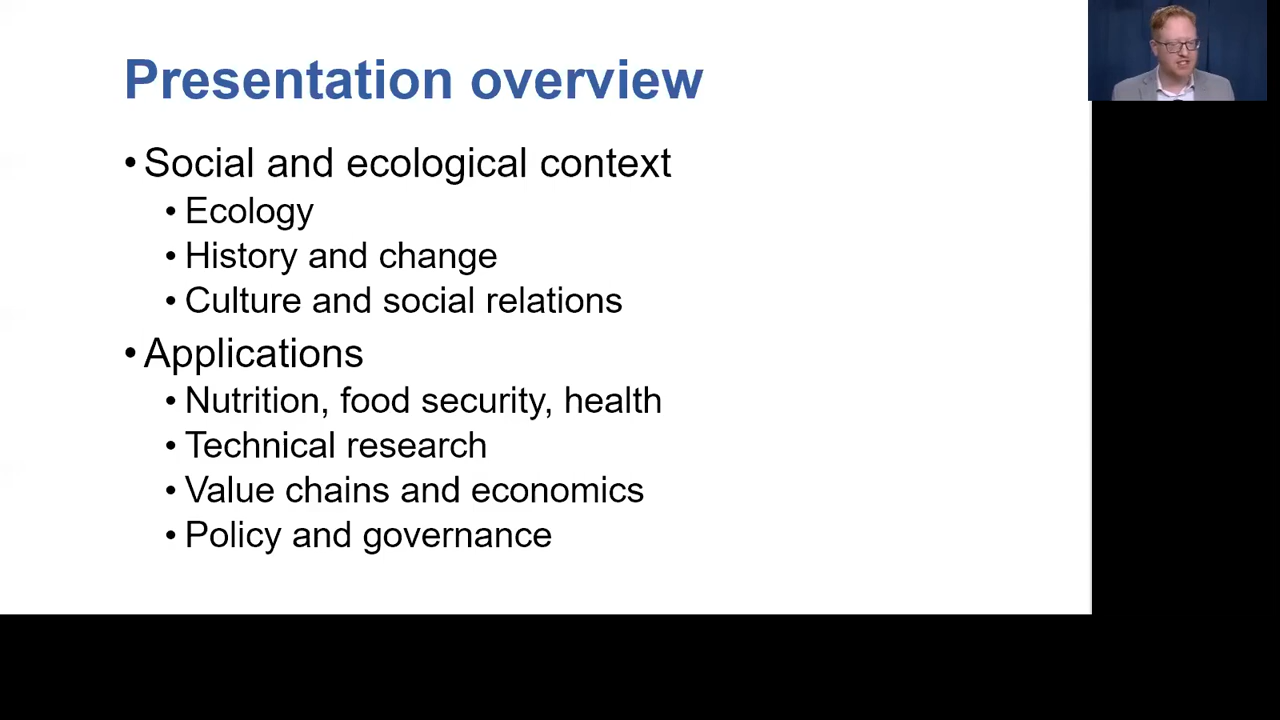 Presentation overview
• Social and ecological context
• Ecology
• History and change
• Culture and social relations
• Applications
• Nutrition, food security, health
• Technical research
• Value chains and economics
• Policy and governance